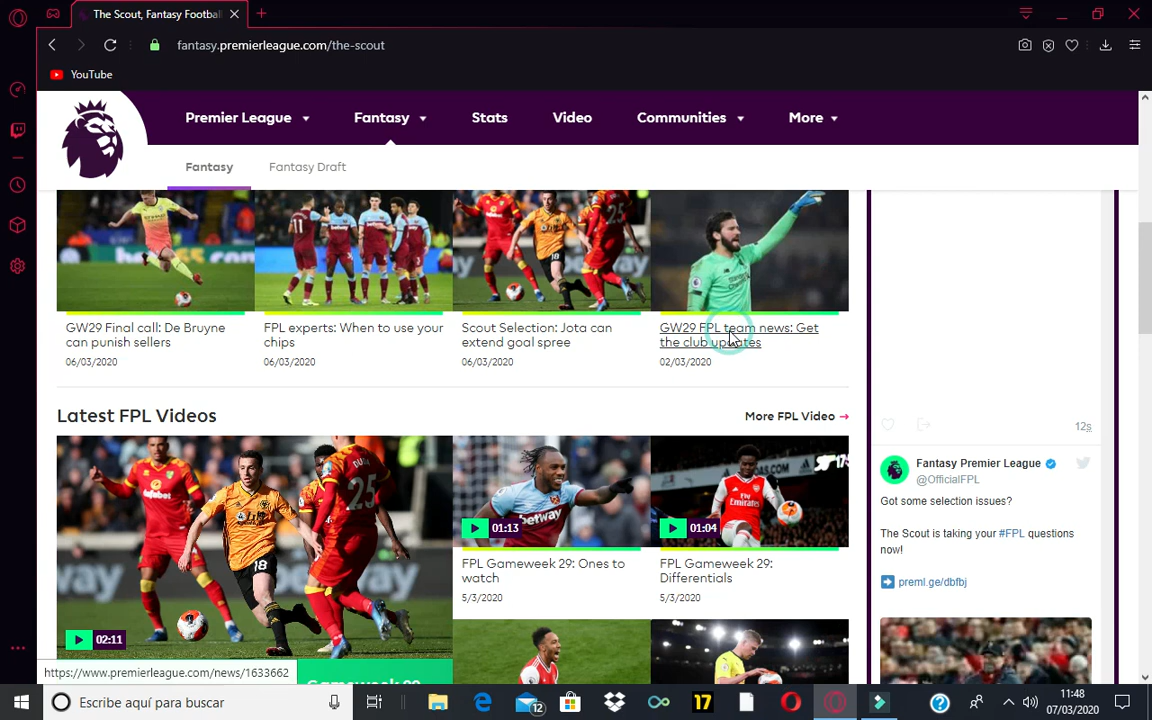 The Scout, Fantasy Football
fantasy.premierleague.com/the-scout
YouTube
Premier League
Fantasy
Stats
Video
Communities
More
Fantasy
Fantasy Draft
GW29 Final call: De Bruyne
can punish sellers
06/03/2020
FPL experts: When to use your
chips
06/03/2020
Scout Selection: Jota can
extend goal spree
06/03/2020
GW29 FPL team news: Get
the club updates
02/03/2020
12s
Latest FPL Videos
More FPL Video →
02:11
01:13
FPL Gameweek 29: Ones to
watch
5/3/2020
01:04
FPL Gameweek 29:
Differentials
5/3/2020
Fantasy Premier League
@OfficialFPL
Got some selection issues?
The Scout is taking your #FPL questions
now!
preml.ge/dbfbj
https://www.premierleague.com/news/1633662
Escribe aquí para buscar
12
17
11:48
07/03/2020